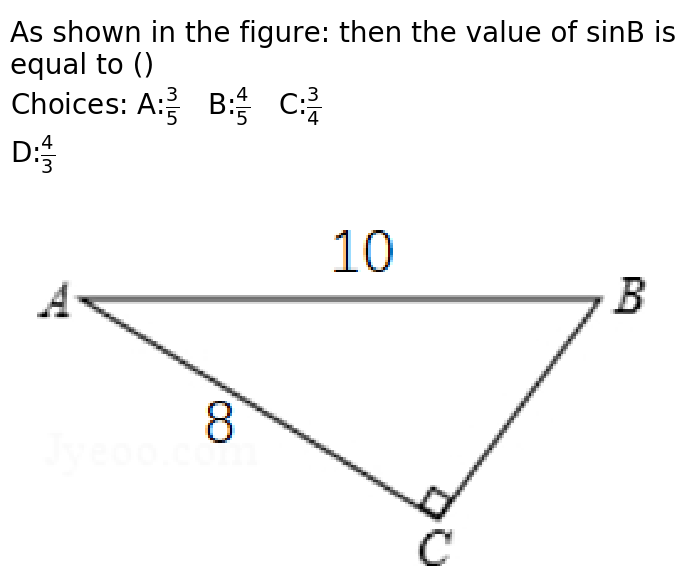 As shown in the figure: then the value of sinB is
equal to ()
Choices: A:\frac{3}{5} B:\frac{4}{5} C:\frac{3}{4}
D:\frac{4}{3}
10
A
B
8
Jyeoo.com
C